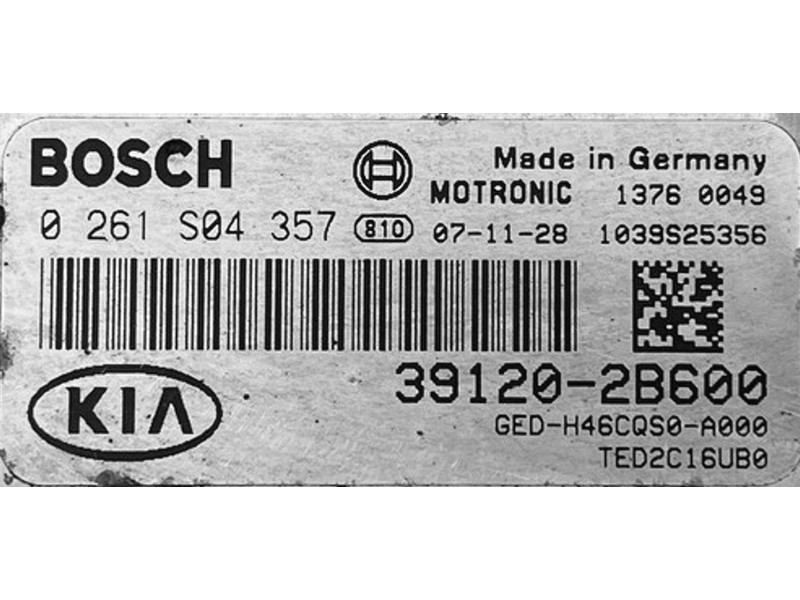 BOSCH
Made in Germany
MOTRONIC 1376 0049
0 261 S04 357 810 07-11-28 1039S25356
39120-2B600
KIA
GED-H46CQS0-A000
TED2C16UB0